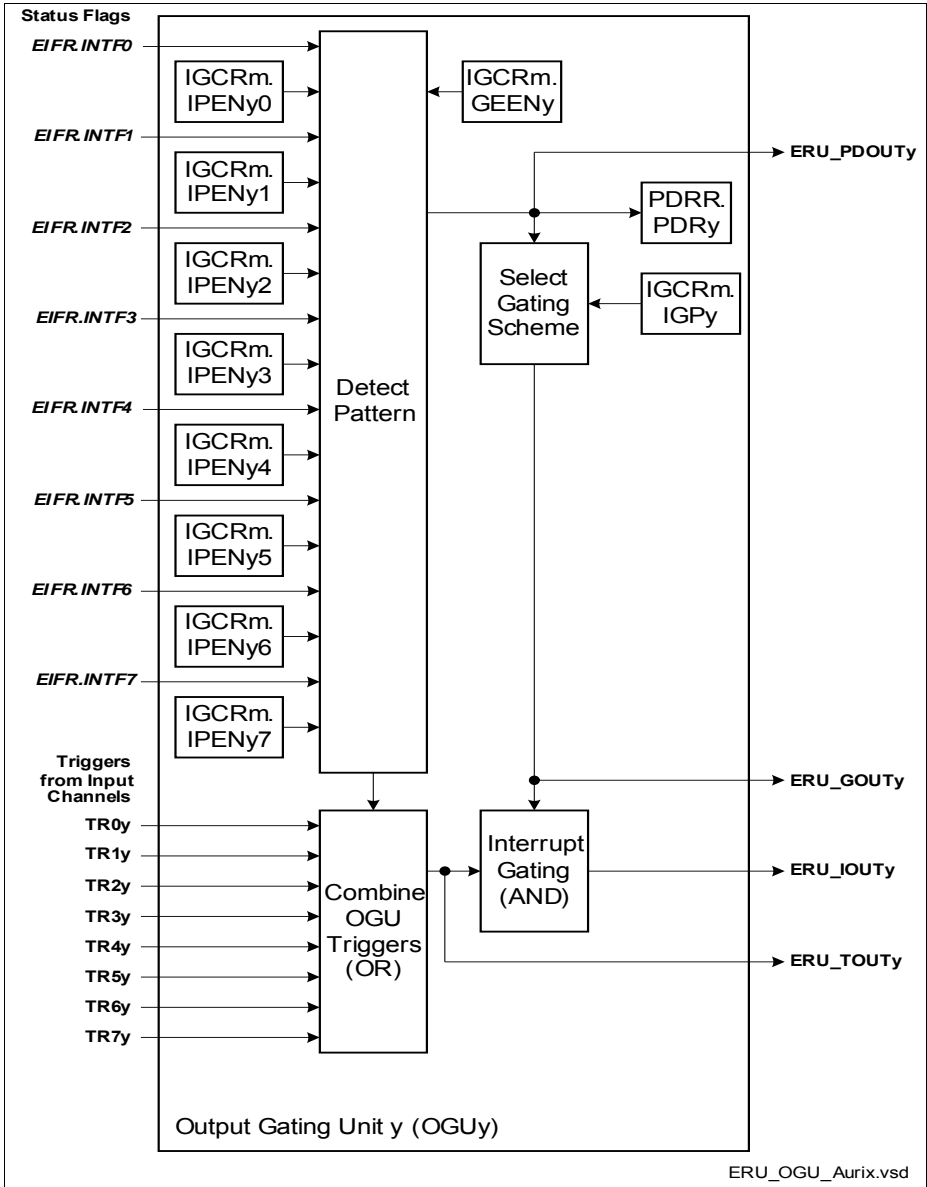 Status Flags
EIFR.INTF0
IGCRm.
IPENy0
IGCRm.
GEENy
EIFR.INTF1
ERU_PDOUTy
IGCRm.
IPENy1
PDRR.
PDRy
EIFR.INTF2
IGCRm.
IPENy2
Select
Gating
Scheme
IGCRm.
IGPy
EIFR.INTF3
IGCRm.
IPENy3
Detect
Pattern
EIFR.INTF4
IGCRm.
IPENy4
EIFR.INTF5
IGCRm.
IPENy5
EIFR.INTF6
IGCRm.
IPENy6
EIFR.INTF7
IGCRm.
IPENy7
Triggers
from Input
Channels
ERU_GOUTy
TR0y
TR1y
TR2y
TR3y
TR4y
TR5y
TR6y
TR7y
Combine
OGU
Triggers
(OR)
Interrupt
Gating
(AND)
ERU_IOUTy
ERU_TOUTy
Output Gating Unit y (OGUy)
ERU_OGU_Aurix.vsd